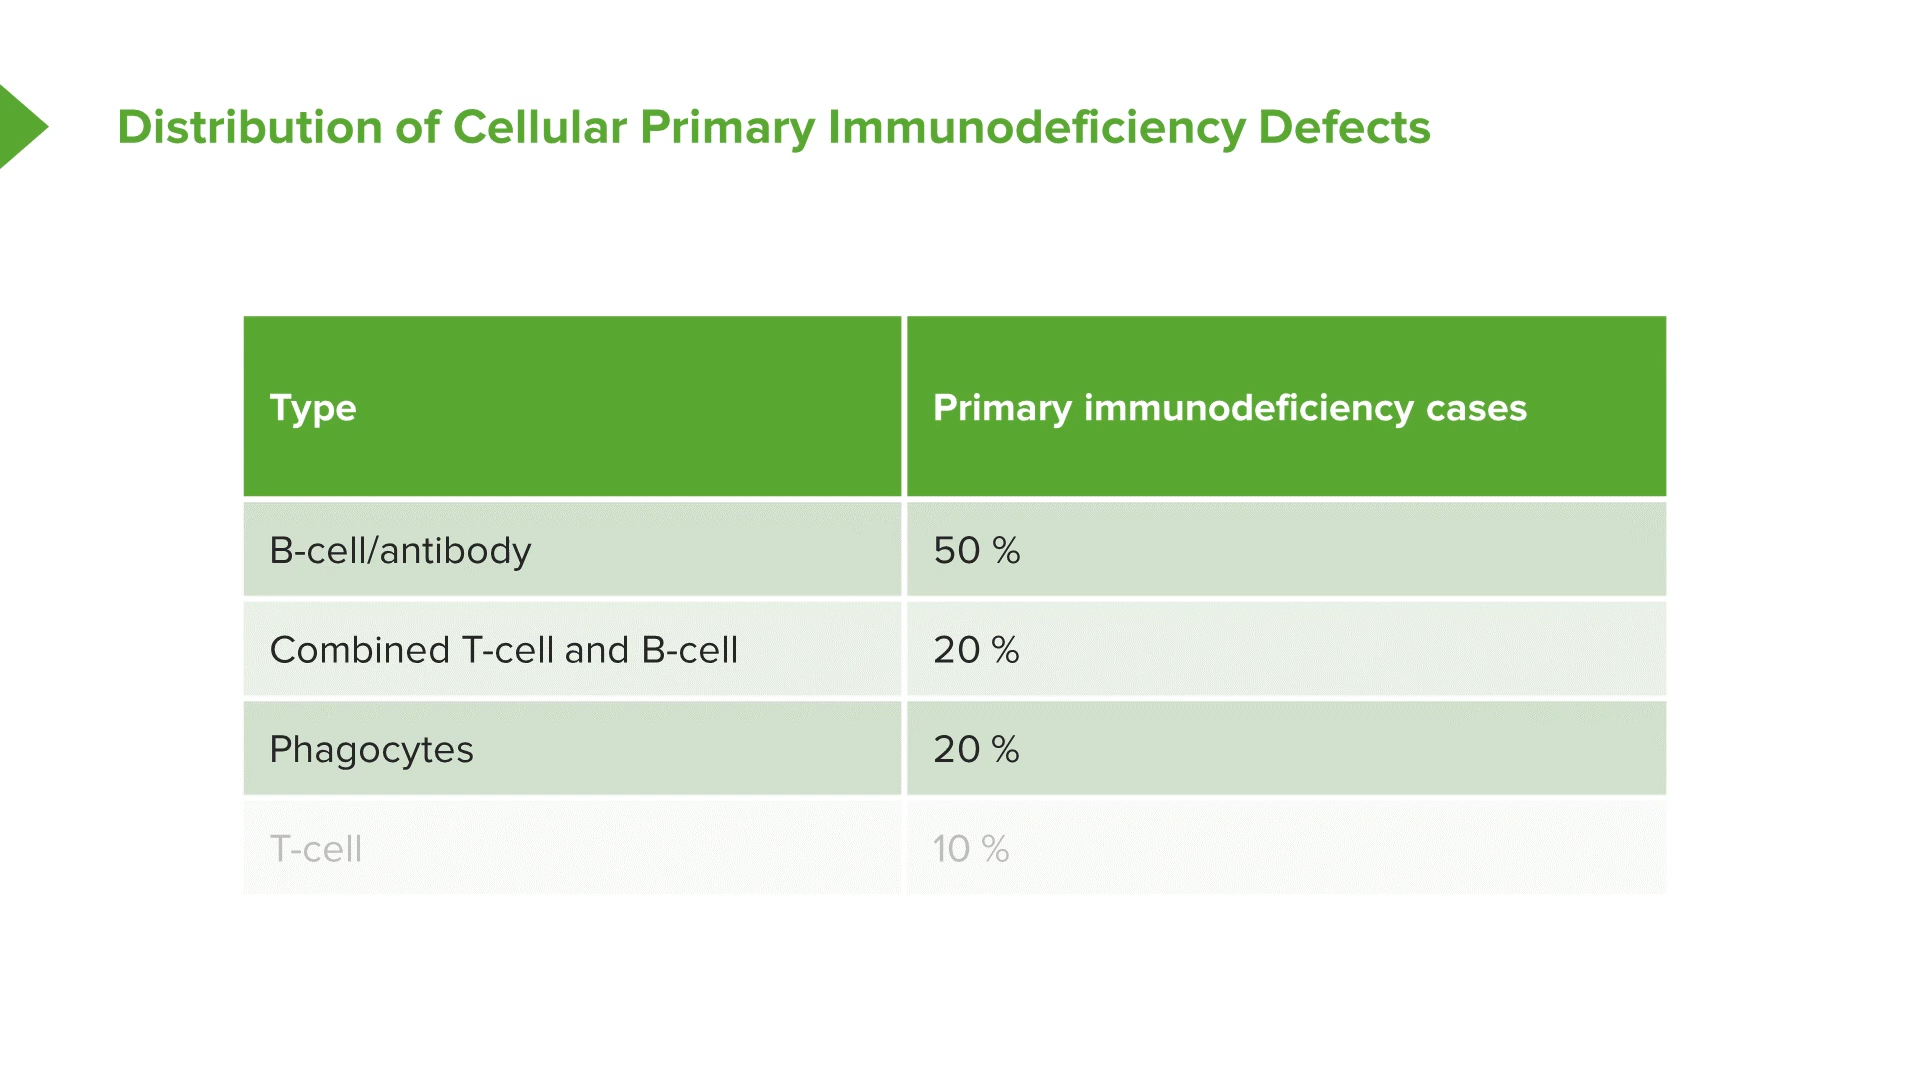 Distribution of Cellular Primary Immunodeficiency Defects
Type Primary immunodeficiency cases
B-cell/antibody 50 %
Combined T-cell and B-cell 20 %
Phagocytes 20 %
T-cell 10 %